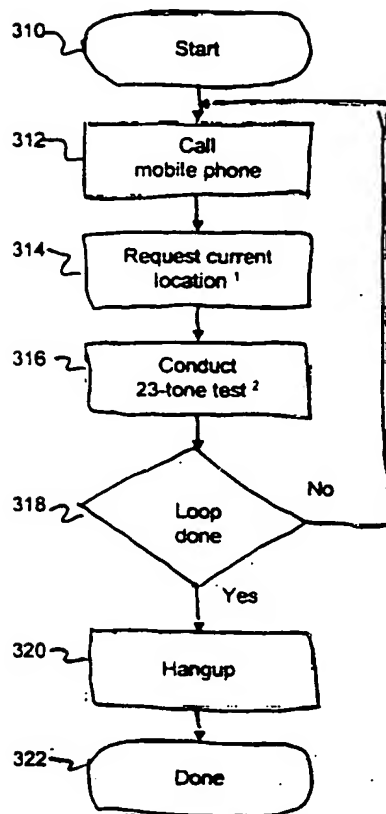 310
Start
312
Call
mobile phone
314
Request current
location ¹
316
Conduct
23-tone test ²
318
Loop
done
No
Yes
320
Hangup
322
Done